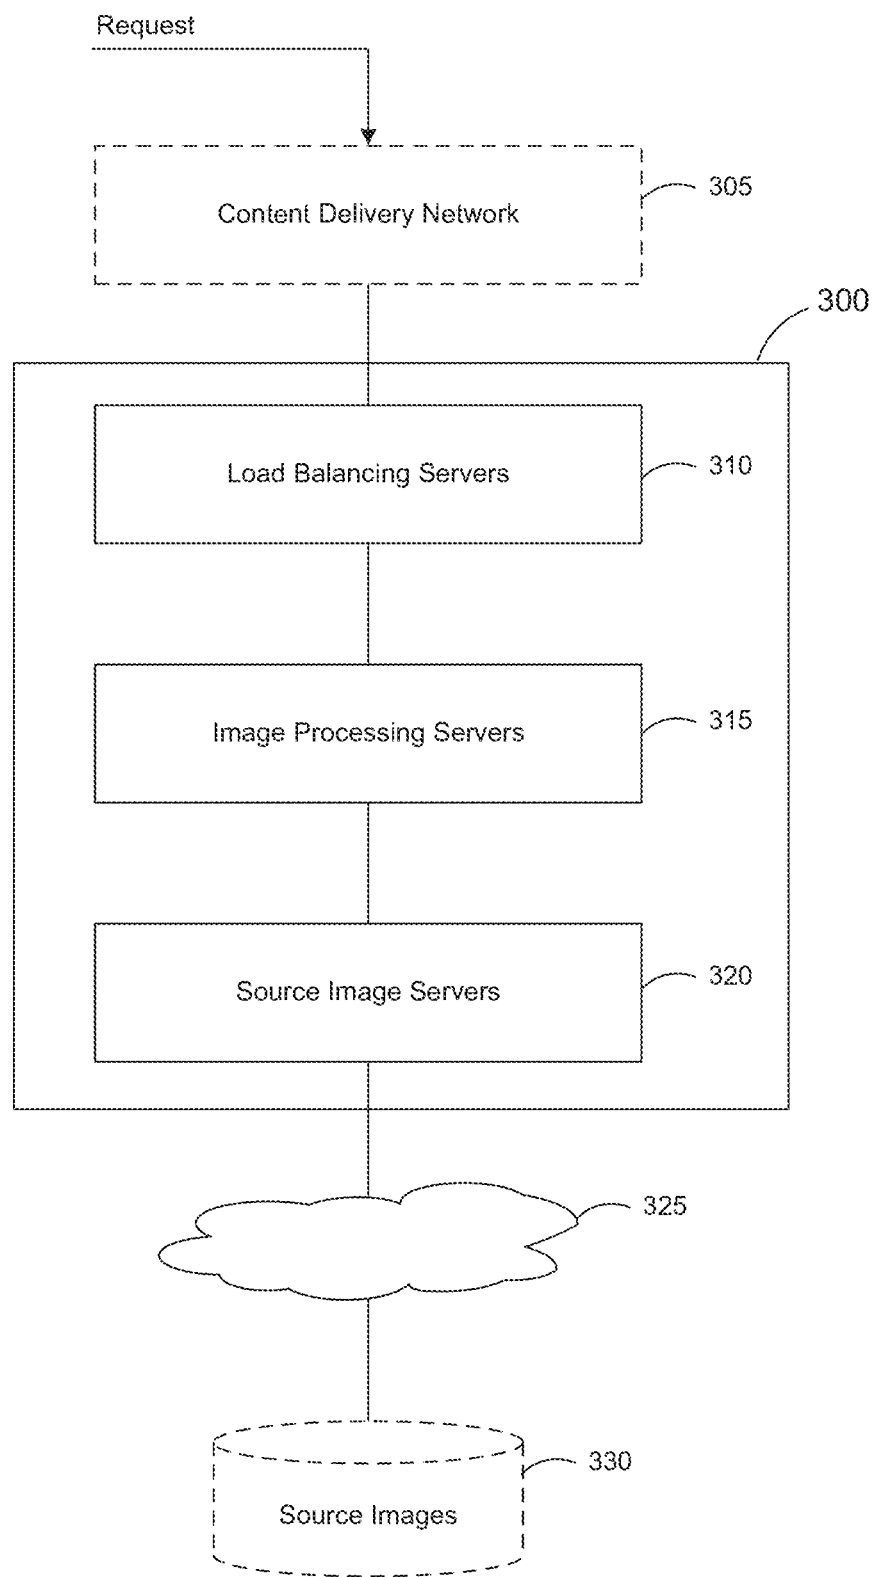 Request
Content Delivery Network
305
300
Load Balancing Servers
310
Image Processing Servers
315
Source Image Servers
320
325
Source Images
330